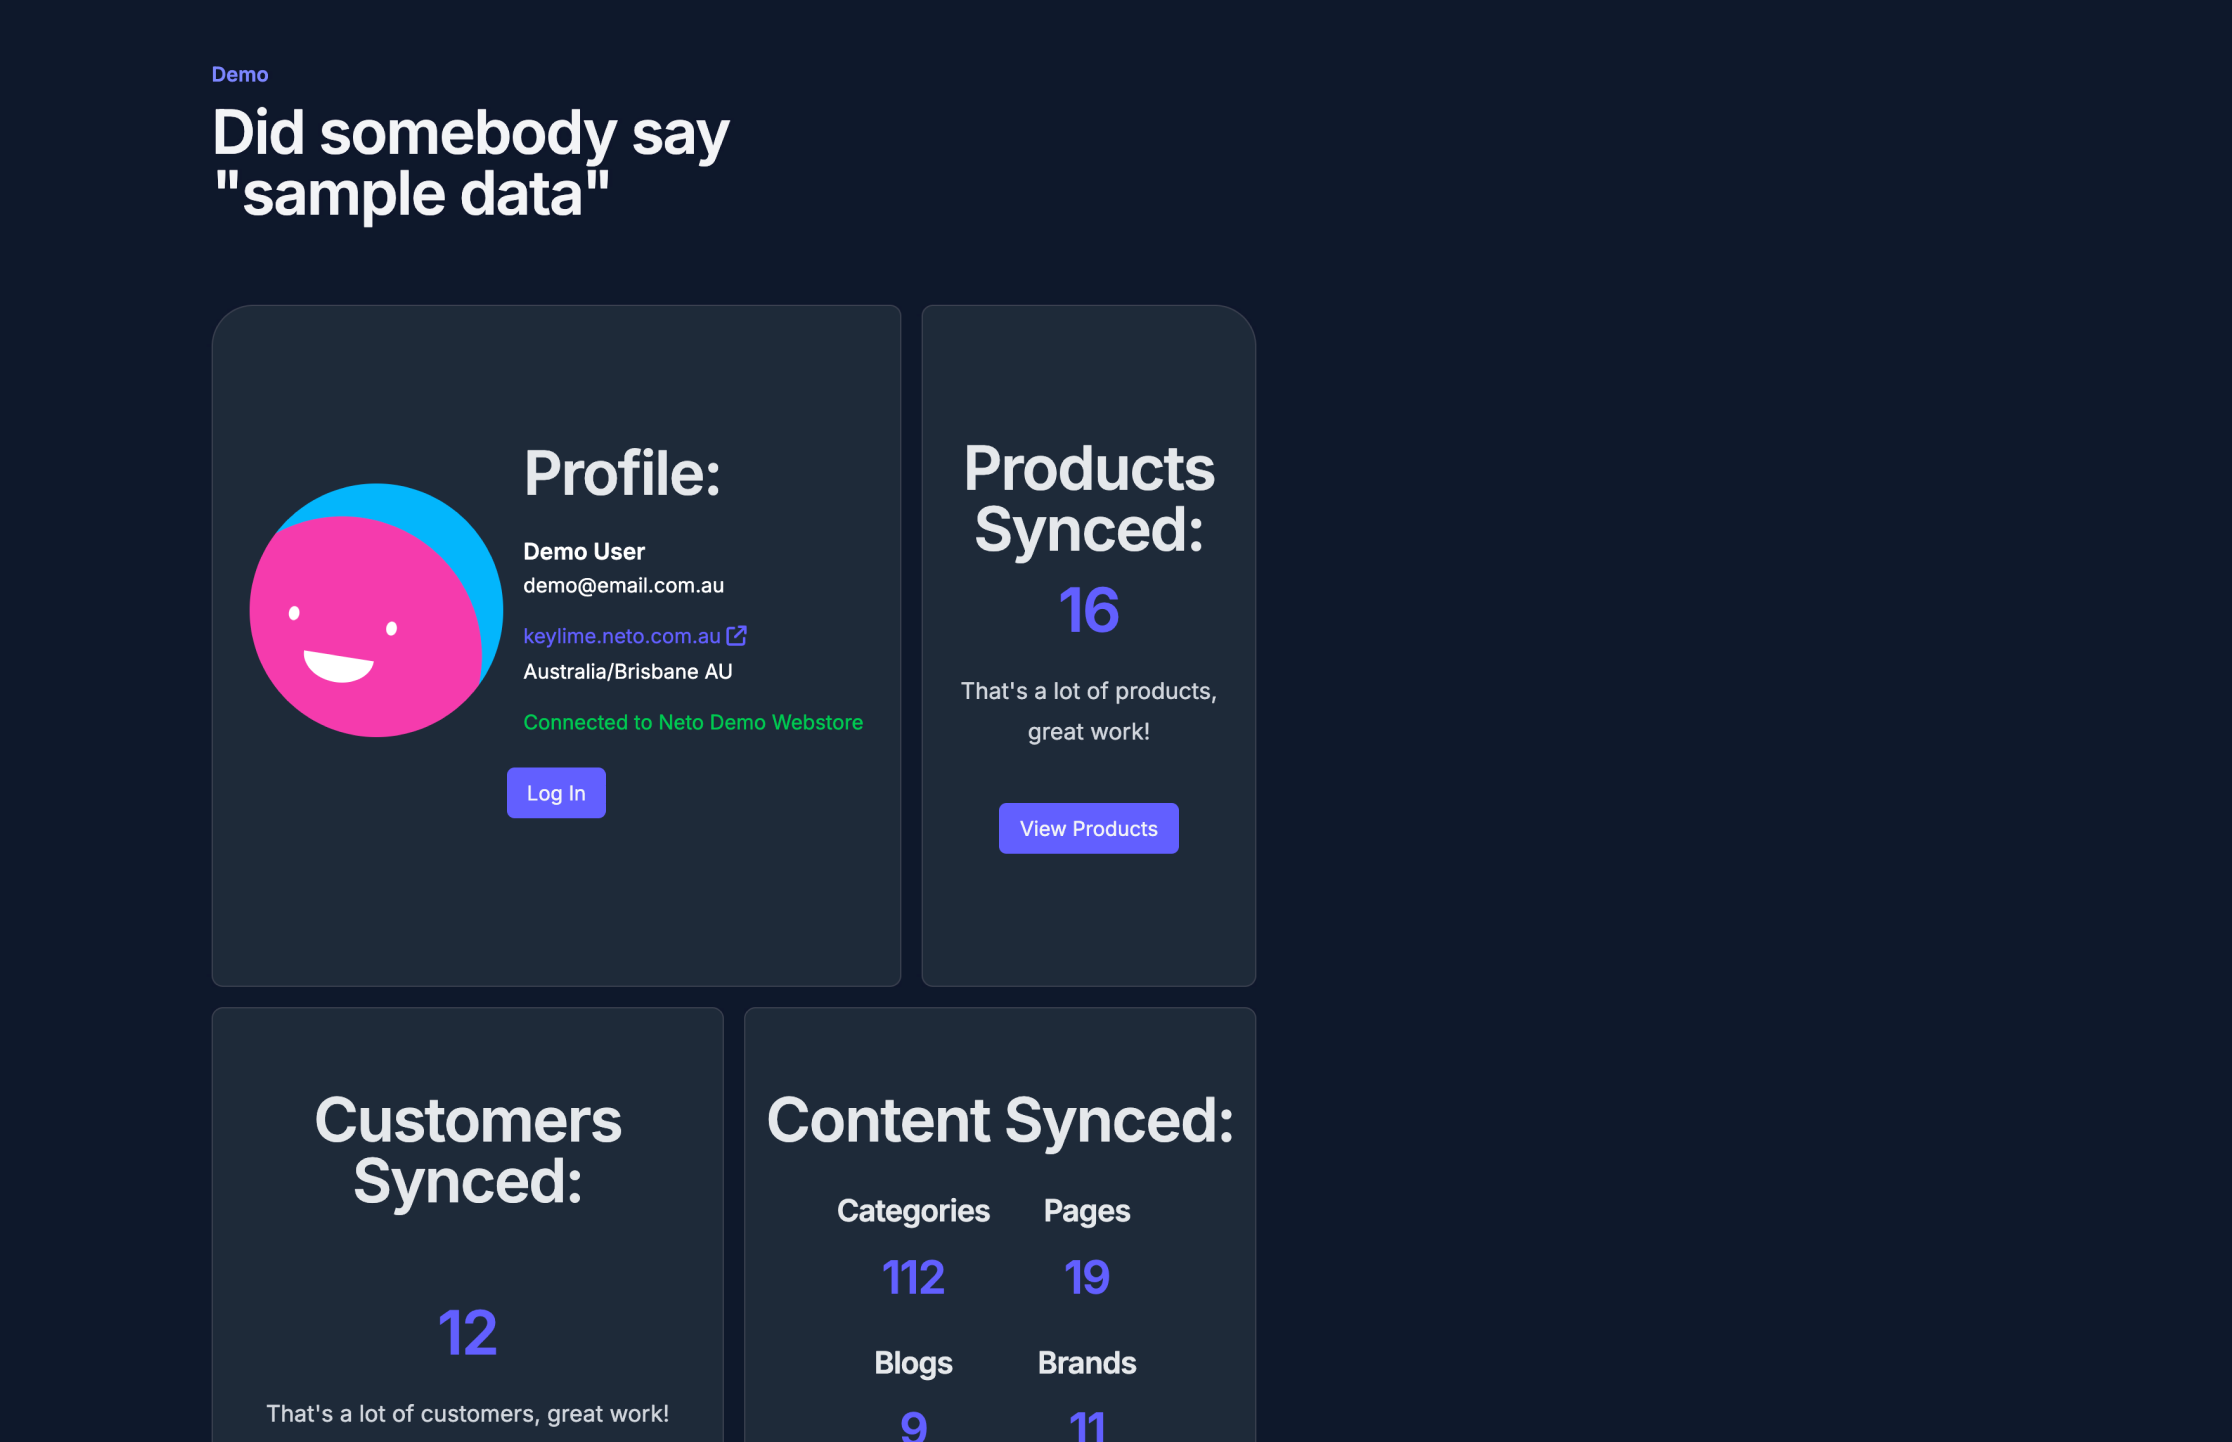 Demo
Did somebody say
"sample data"
Profile:
Demo User
demo@email.com.au
keylime.neto.com.au
Australia/Brisbane AU
Connected to Neto Demo Webstore
Log In
Products
Synced:
16
That's a lot of products,
great work!
View Products
Customers
Synced:
12
That's a lot of customers, great work!
Content Synced:
Categories
112
Pages
19
Blogs
9
Brands
11